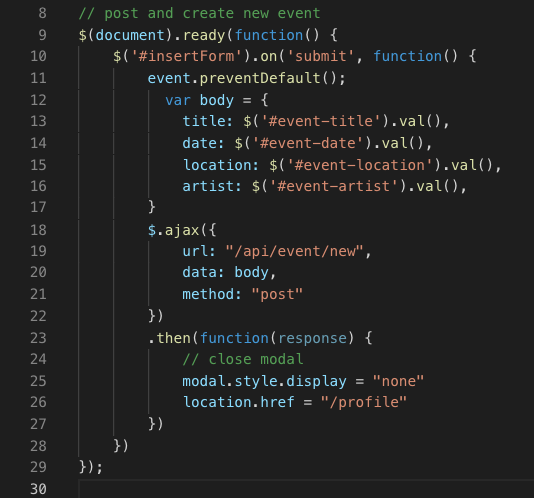 8 // post and create new event
9 $(document).ready(function() {
10     $('#insertForm').on('submit', function() {
11         event.preventDefault();
12           var body = {
13             title: $('#event-title').val(),
14             date: $('#event-date').val(),
15             location: $('#event-location').val(),
16             artist: $('#event-artist').val(),
17         }
18         $.ajax({
19             url: "/api/event/new",
20             data: body,
21             method: "post"
22         })
23         .then(function(response) {
24             // close modal
25             modal.style.display = "none"
26             location.href = "/profile"
27         })
28     })
29 });
30